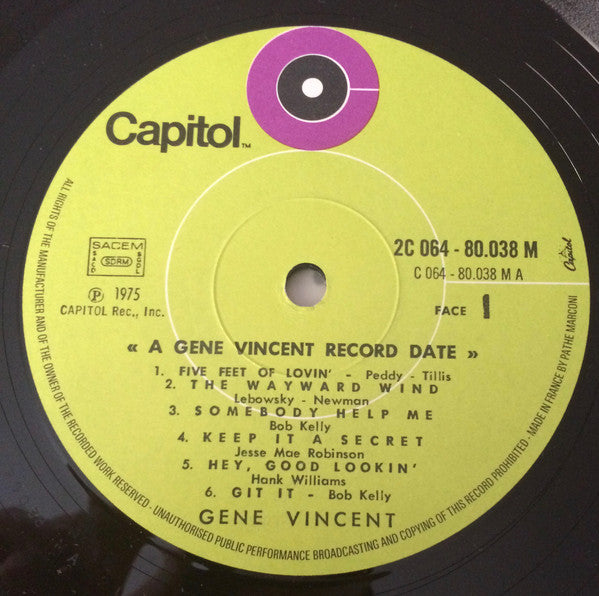 Capitol™
SACEM
SACD
SDRM
SGDL
2C 064 - 80.038 M
C 064 - 80.038 M A
Capitol
℗ 1975
CAPITOL Rec., Inc.
FACE 1
« A GENE VINCENT RECORD DATE »
1. FIVE FEET OF LOVIN' - Peddy - Tillis
2. THE WAYWARD WIND
Lebowsky - Newman
3. SOMEBODY HELP ME
Bob Kelly
4. KEEP IT A SECRET
Jesse Mae Robinson
5. HEY, GOOD LOOKIN'
Hank Williams
6. GIT IT - Bob Kelly
GENE VINCENT
ALL RIGHTS OF THE MANUFACTURER AND OF THE OWNER OF THE RECORDED WORK RESERVED - UNAUTHORISED PUBLIC PERFORMANCE BROADCASTING AND COPYING OF THIS RECORD PROHIBITED - MADE IN FRANCE BY PATHE MARCONI